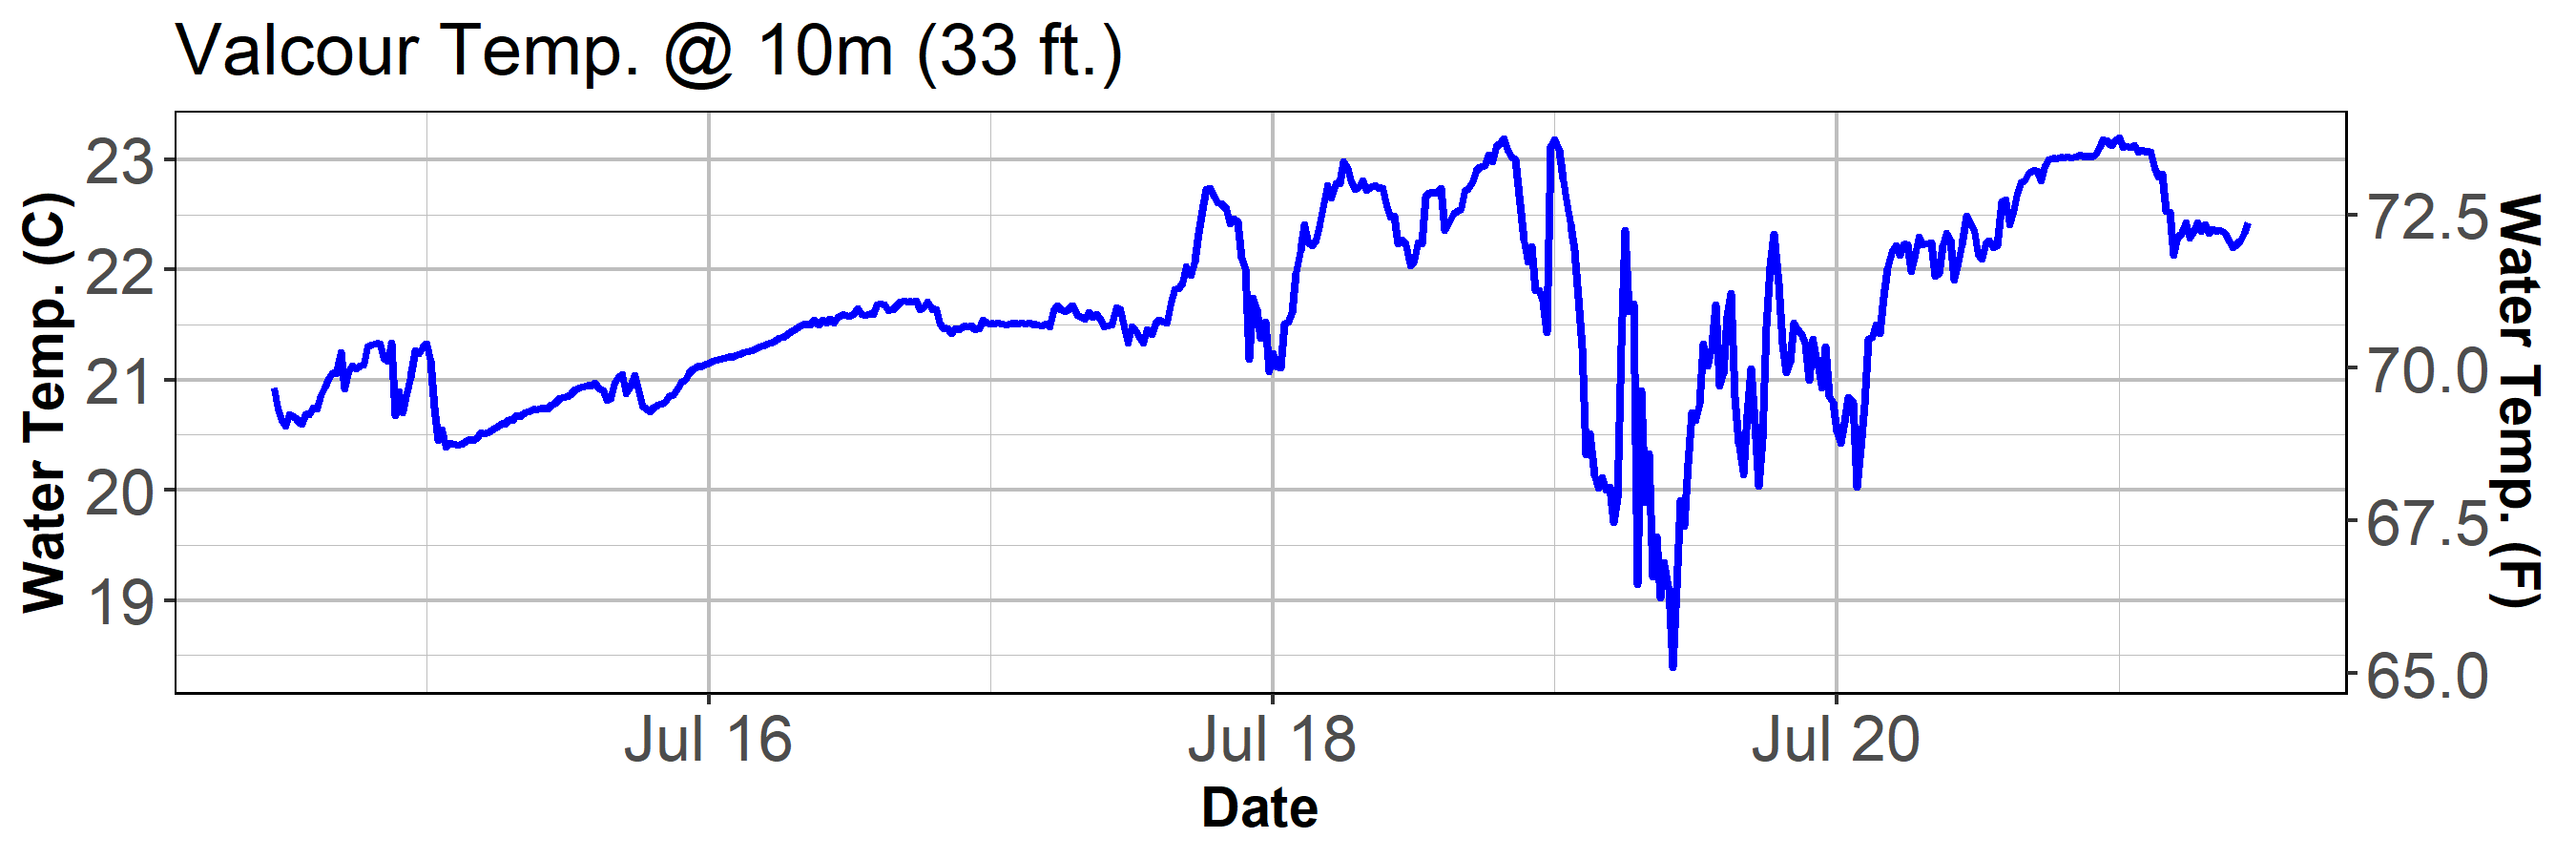 Valcour Temp. @ 10m (33 ft.)
Water Temp. (C)
23
22
21
20
19
72.5
70.0
67.5
65.0
Water Temp. (F)
Jul 16 Jul 18 Jul 20
Date